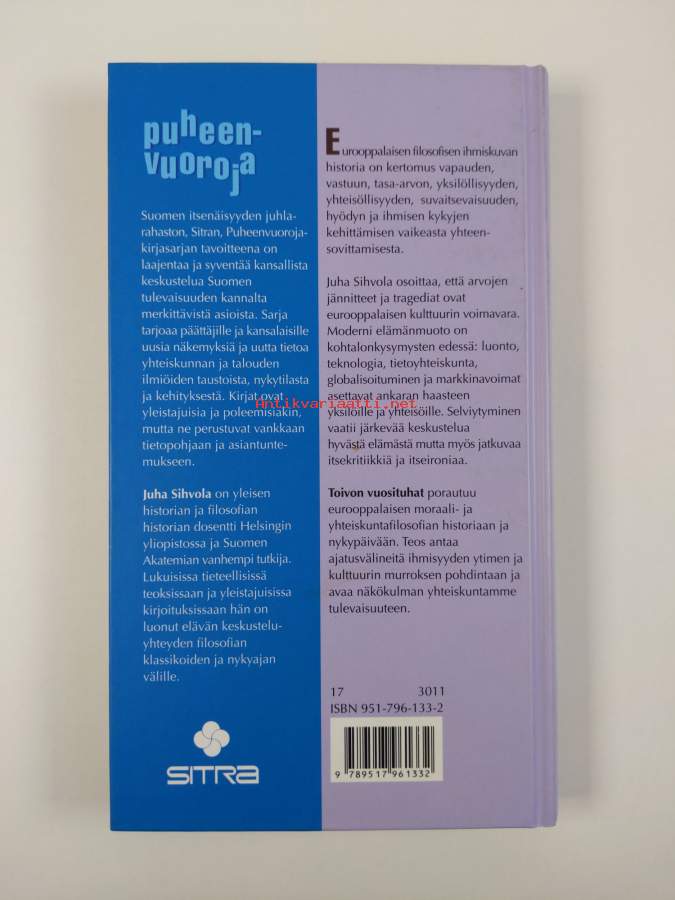 puheen-
vuoroja
Suomen itsenäisyyden juhla-
rahaston, Sitran, Puheenvuoroja-
kirjasarjan tavoitteena on
laajentaa ja syventää kansallista
keskustelua Suomen
tulevaisuuden kannalta
merkittävistä asioista. Sarja
tarjoaa päättäjille ja kansalaisille
uusia näkemyksiä ja uutta tietoa
yhteiskunnan ja talouden
ilmiöiden taustoista, nykytilasta
ja kehityksestä. Kirjat ovat
yleistajuisia ja poleemisiakin,
mutta ne perustuvat vankkaan
tietopohjaan ja asiantunte-
mukseen.
Juha Sihvola on yleisen
historian ja filosofian
historian dosentti Helsingin
yliopistossa ja Suomen
Akatemian vanhempi tutkija.
Lukuisissa tieteellisissä
teoksissaan ja yleistajuisissa
kirjoituksissaan hän on
luonut elävän keskustelu-
yhteyden filosofian
klassikoiden ja nykyajan
välille.
SITRA
Eurooppalaisen filosofisen ihmiskuvan
historia on kertomus vapauden,
vastuun, tasa-arvon, yksilöllisyyden,
yhteisöllisyyden, suvaitsevaisuuden,
hyödyn ja ihmisen kykyjen
kehittämisen vaikeasta yhteen-
sovittamisesta.
Juha Sihvola osoittaa, että arvojen
jännitteet ja tragediat ovat
eurooppalaisen kulttuurin voimavara.
Moderni elämänmuoto on
kohtalonkysymysten edessä: luonto,
teknologia, tietoyhteiskunta,
globalisoituminen ja markkinavoimat
asettavat ankaran haasteen
yksilöille ja yhteisöille. Selviytyminen
vaatii järkevää keskustelua
hyvästä elämästä mutta myös jatkuvaa
itsekritiikkiä ja itseironiaa.
Toivon vuosituhat porautuu
eurooppalaisen moraali- ja
yhteiskuntafilosofian historiaan ja
nykypäivään. Teos antaa
ajatusvälineitä ihmisyyden ytimen ja
kulttuurin murroksen pohdintaan ja
avaa näkökulman yhteiskuntamme
tulevaisuuteen.
17 3011
ISBN 951-796-133-2
9 789517 961332
Antikvariaatti.net